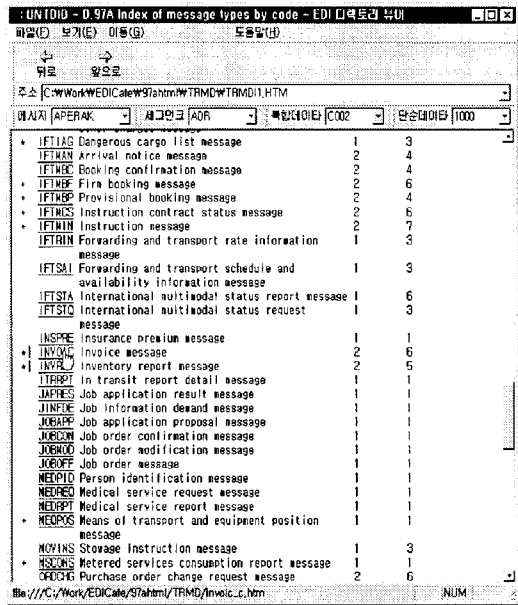 : UNTDID - D.97A Index of message types by code - EDI 디렉토리 뷰어
파일(F) 보기(E) 이동(G) 도움말(H)
뒤로 앞으로
주소 C:₩Work₩EDICafe₩97ahtml₩TRMD₩TRMDI1.HTM
메시지 APERAK 세그먼크 ADR 복합데이타 C002 단순데이타 1000
* IFTIAG Dangerous cargo list message 1 3
IFTMAN Arrival notice message 2 4
IFTMBC Booking confirmation message 2 4
+ IFTMBF Firm booking message 2 6
+ IFTMBP Provisional booking message 2 4
+ IFTMCS Instruction contract status message 2 6
+ IFTMIN Instruction message 2 7
IFTRIN Forwarding and transport rate information 1 3
message
IFTSAI Forwarding and transport schedule and 1 3
availability information message
IFTSTA International multimodal status report message 1 6
IFTSTQ International multimodal status request 1 3
message
INSPRE Insurance premium message 1 1
Invoice message 2 6
Inventory report message 2 5
ITRRPT In transit report detail message 1 1
JAPRES Job application result message 1 1
JINFDE Job information demand message 1 1
JOBAPP Job application proposal message 1 1
JOBCON Job order confirmation message 1 1
JOBMOD Job order modification message 1 1
JOBOFF Job order message 1 1
MEDPID Person identification message 1 1
MEDREQ Medical service request message 1 1
MEDRPT Medical service report message 1 1
+ MEQPOS Means of transport and equipment position 1 1
message
MOVINS Stowage Instruction message 1 3
+ MSCONS Metered services consumption report message 1 1
ORDCHG Purchase order change request message 2 6
file:///C:/Work/EDICafe/97ahtml/TRMD/invoic_c.htm NUM